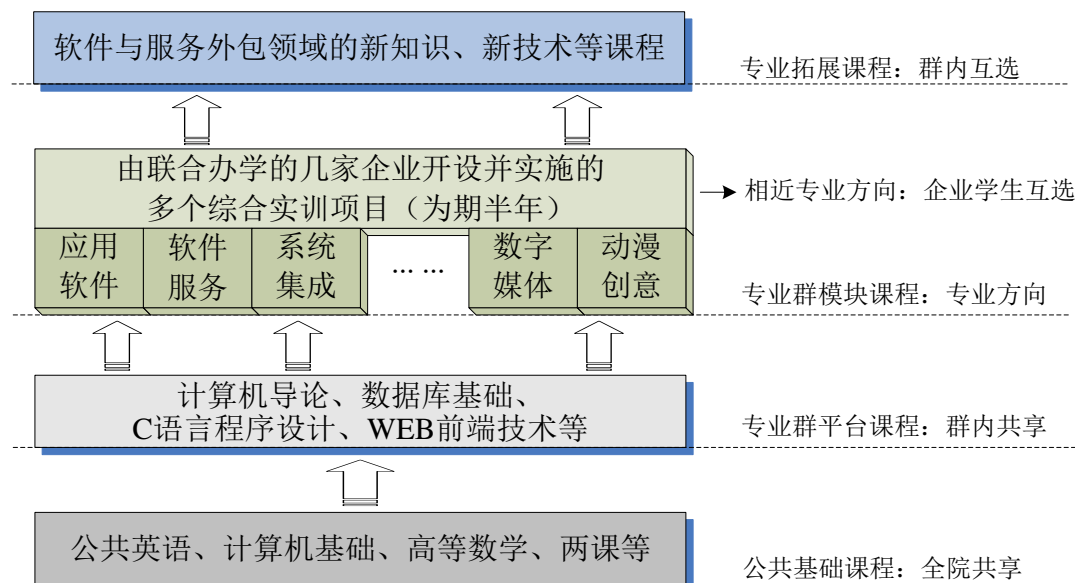 软件与服务外包领域的新知识、新技术等课程
专业拓展课程：群内互选
由联合办学的几家企业开设并实施的
多个综合实训项目（为期半年）
相近专业方向：企业学生互选
应用
软件
软件
服务
系统
集成
... ...
数字
媒体
动漫
创意
专业群模块课程：专业方向
计算机导论、数据库基础、
C语言程序设计、WEB前端技术等
专业群平台课程：群内共享
公共英语、计算机基础、高等数学、两课等
公共基础课程：全院共享